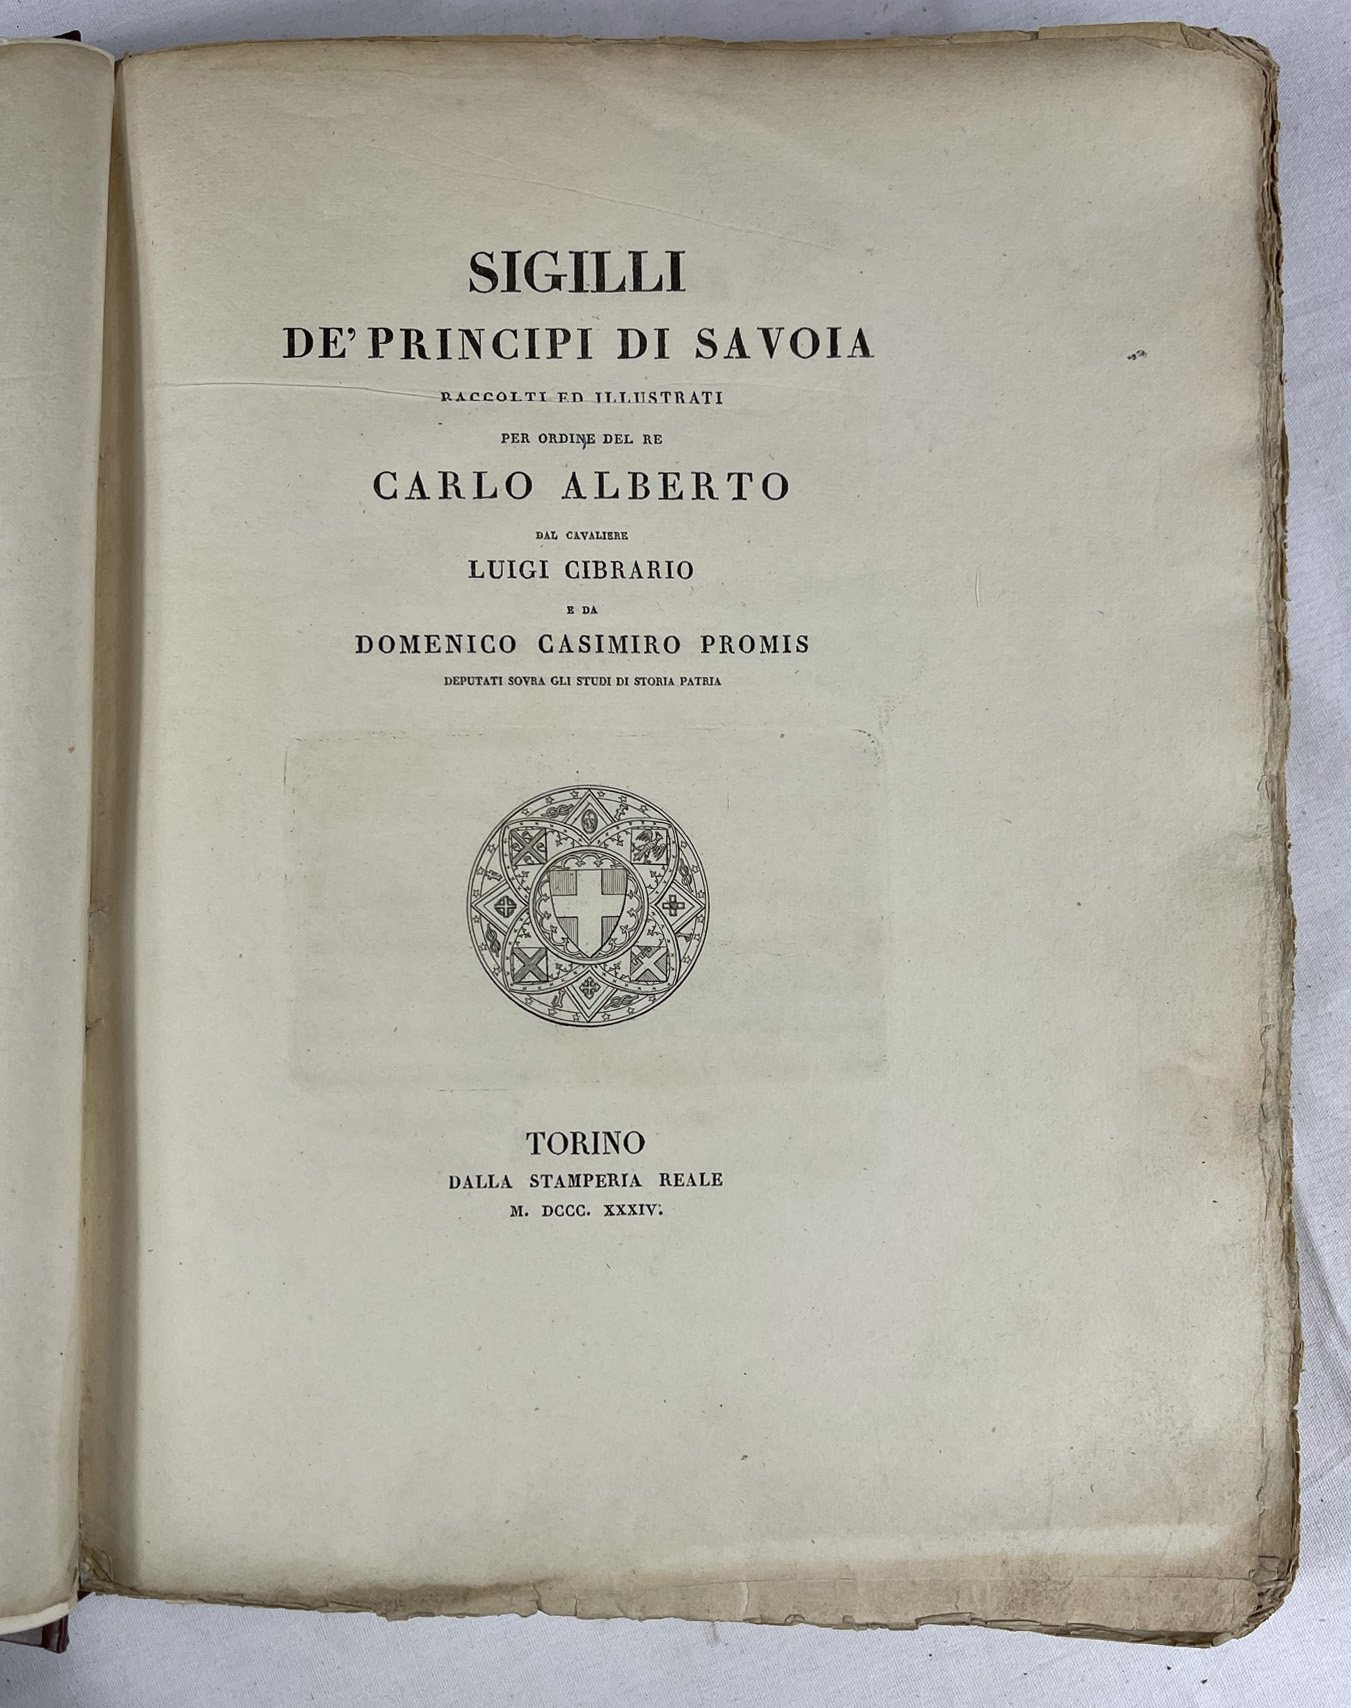 SIGILLI
DE' PRINCIPI DI SAVOIA
RACCOLTI ED ILLUSTRATI
PER ORDINE DEL RE
CARLO ALBERTO
DAL CAVALIERE
LUIGI CIBRARIO
E DA
DOMENICO CASIMIRO PROMIS
DEPUTATI SOVRA GLI STUDI DI STORIA PATRIA
TORINO
DALLA STAMPERIA REALE
M. DCCC. XXXIV.